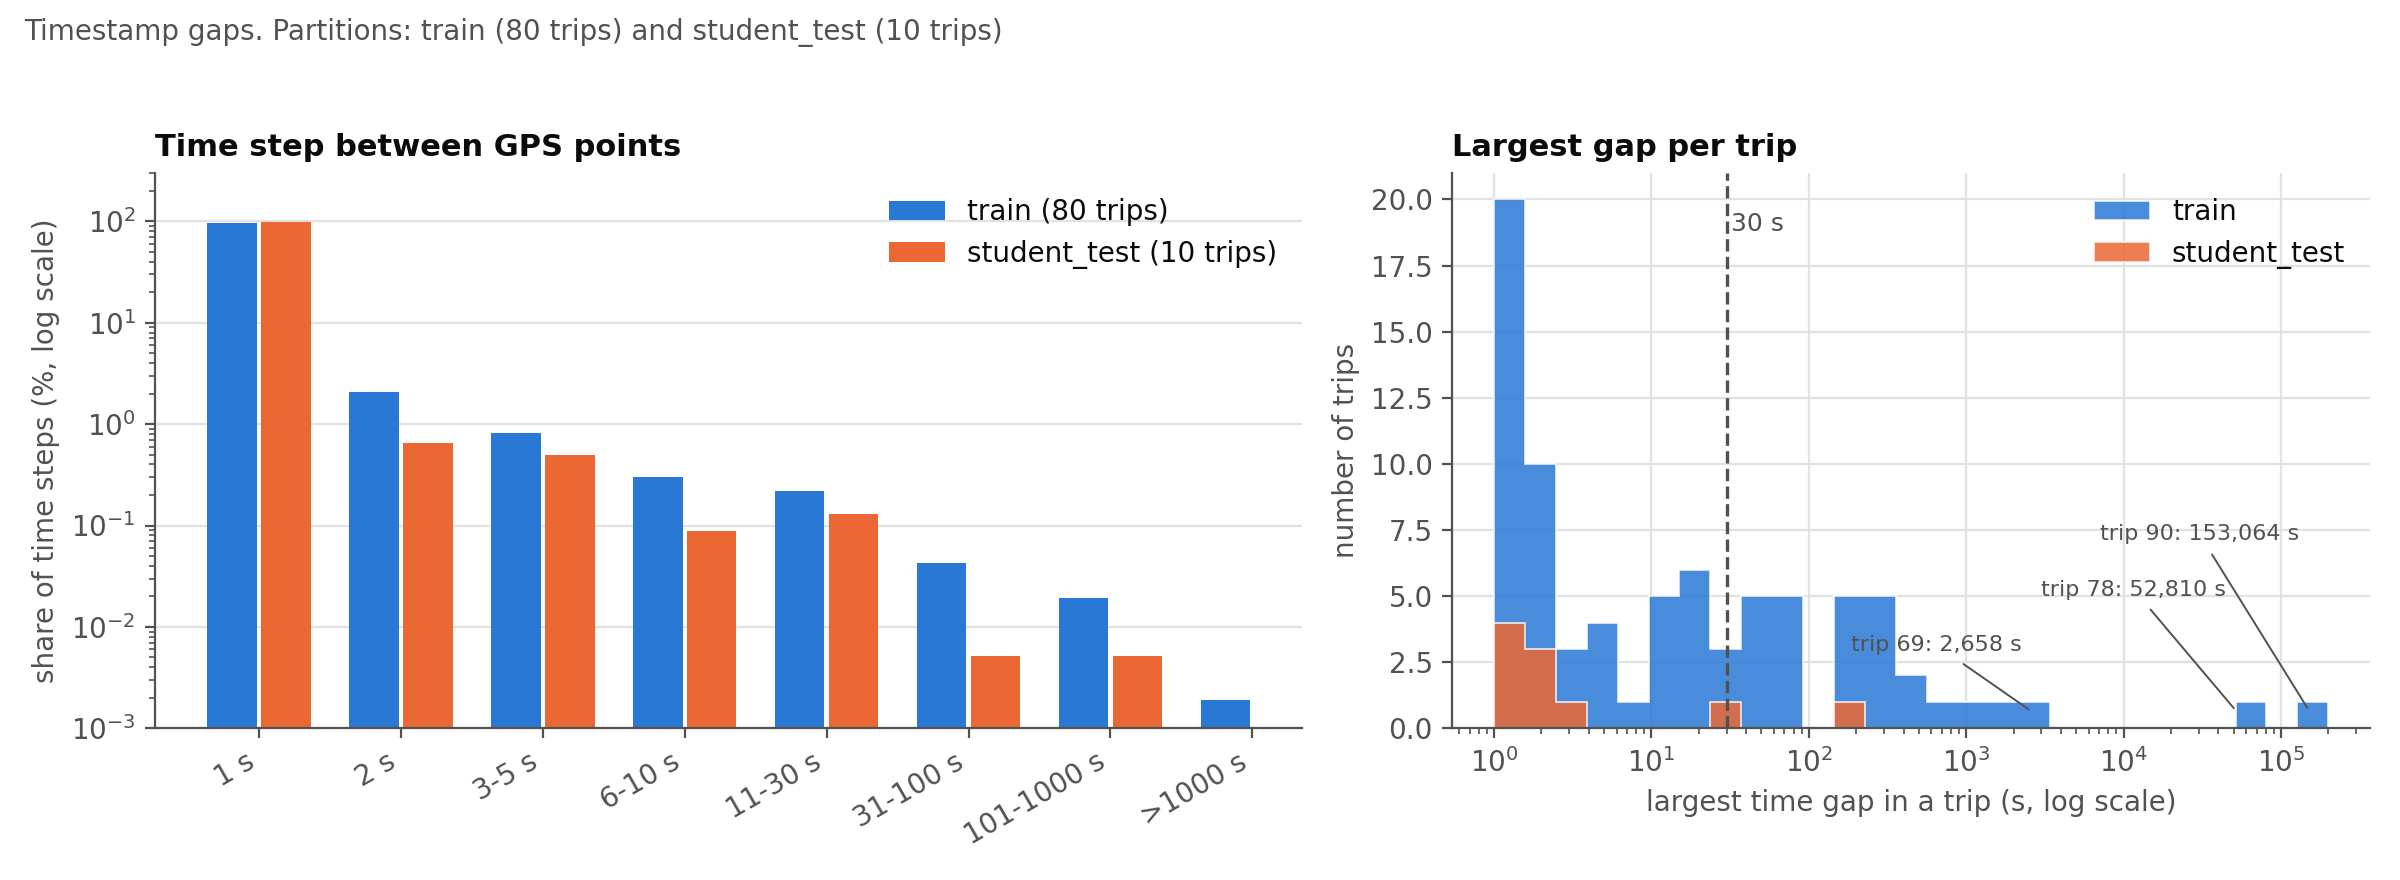 Timestamp gaps. Partitions: train (80 trips) and student_test (10 trips)
Time step between GPS points
share of time steps (%, log scale)
10²
10¹
10⁰
10⁻¹
10⁻²
10⁻³
train (80 trips)
student_test (10 trips)
1 s
2 s
3-5 s
6-10 s
11-30 s
31-100 s
101-1000 s
>1000 s
Largest gap per trip
number of trips
20.0
17.5
15.0
12.5
10.0
7.5
5.0
2.5
0.0
30 s
train
student_test
trip 90: 153,064 s
trip 78: 52,810 s
trip 69: 2,658 s
10⁰
10¹
10²
10³
10⁴
10⁵
largest time gap in a trip (s, log scale)